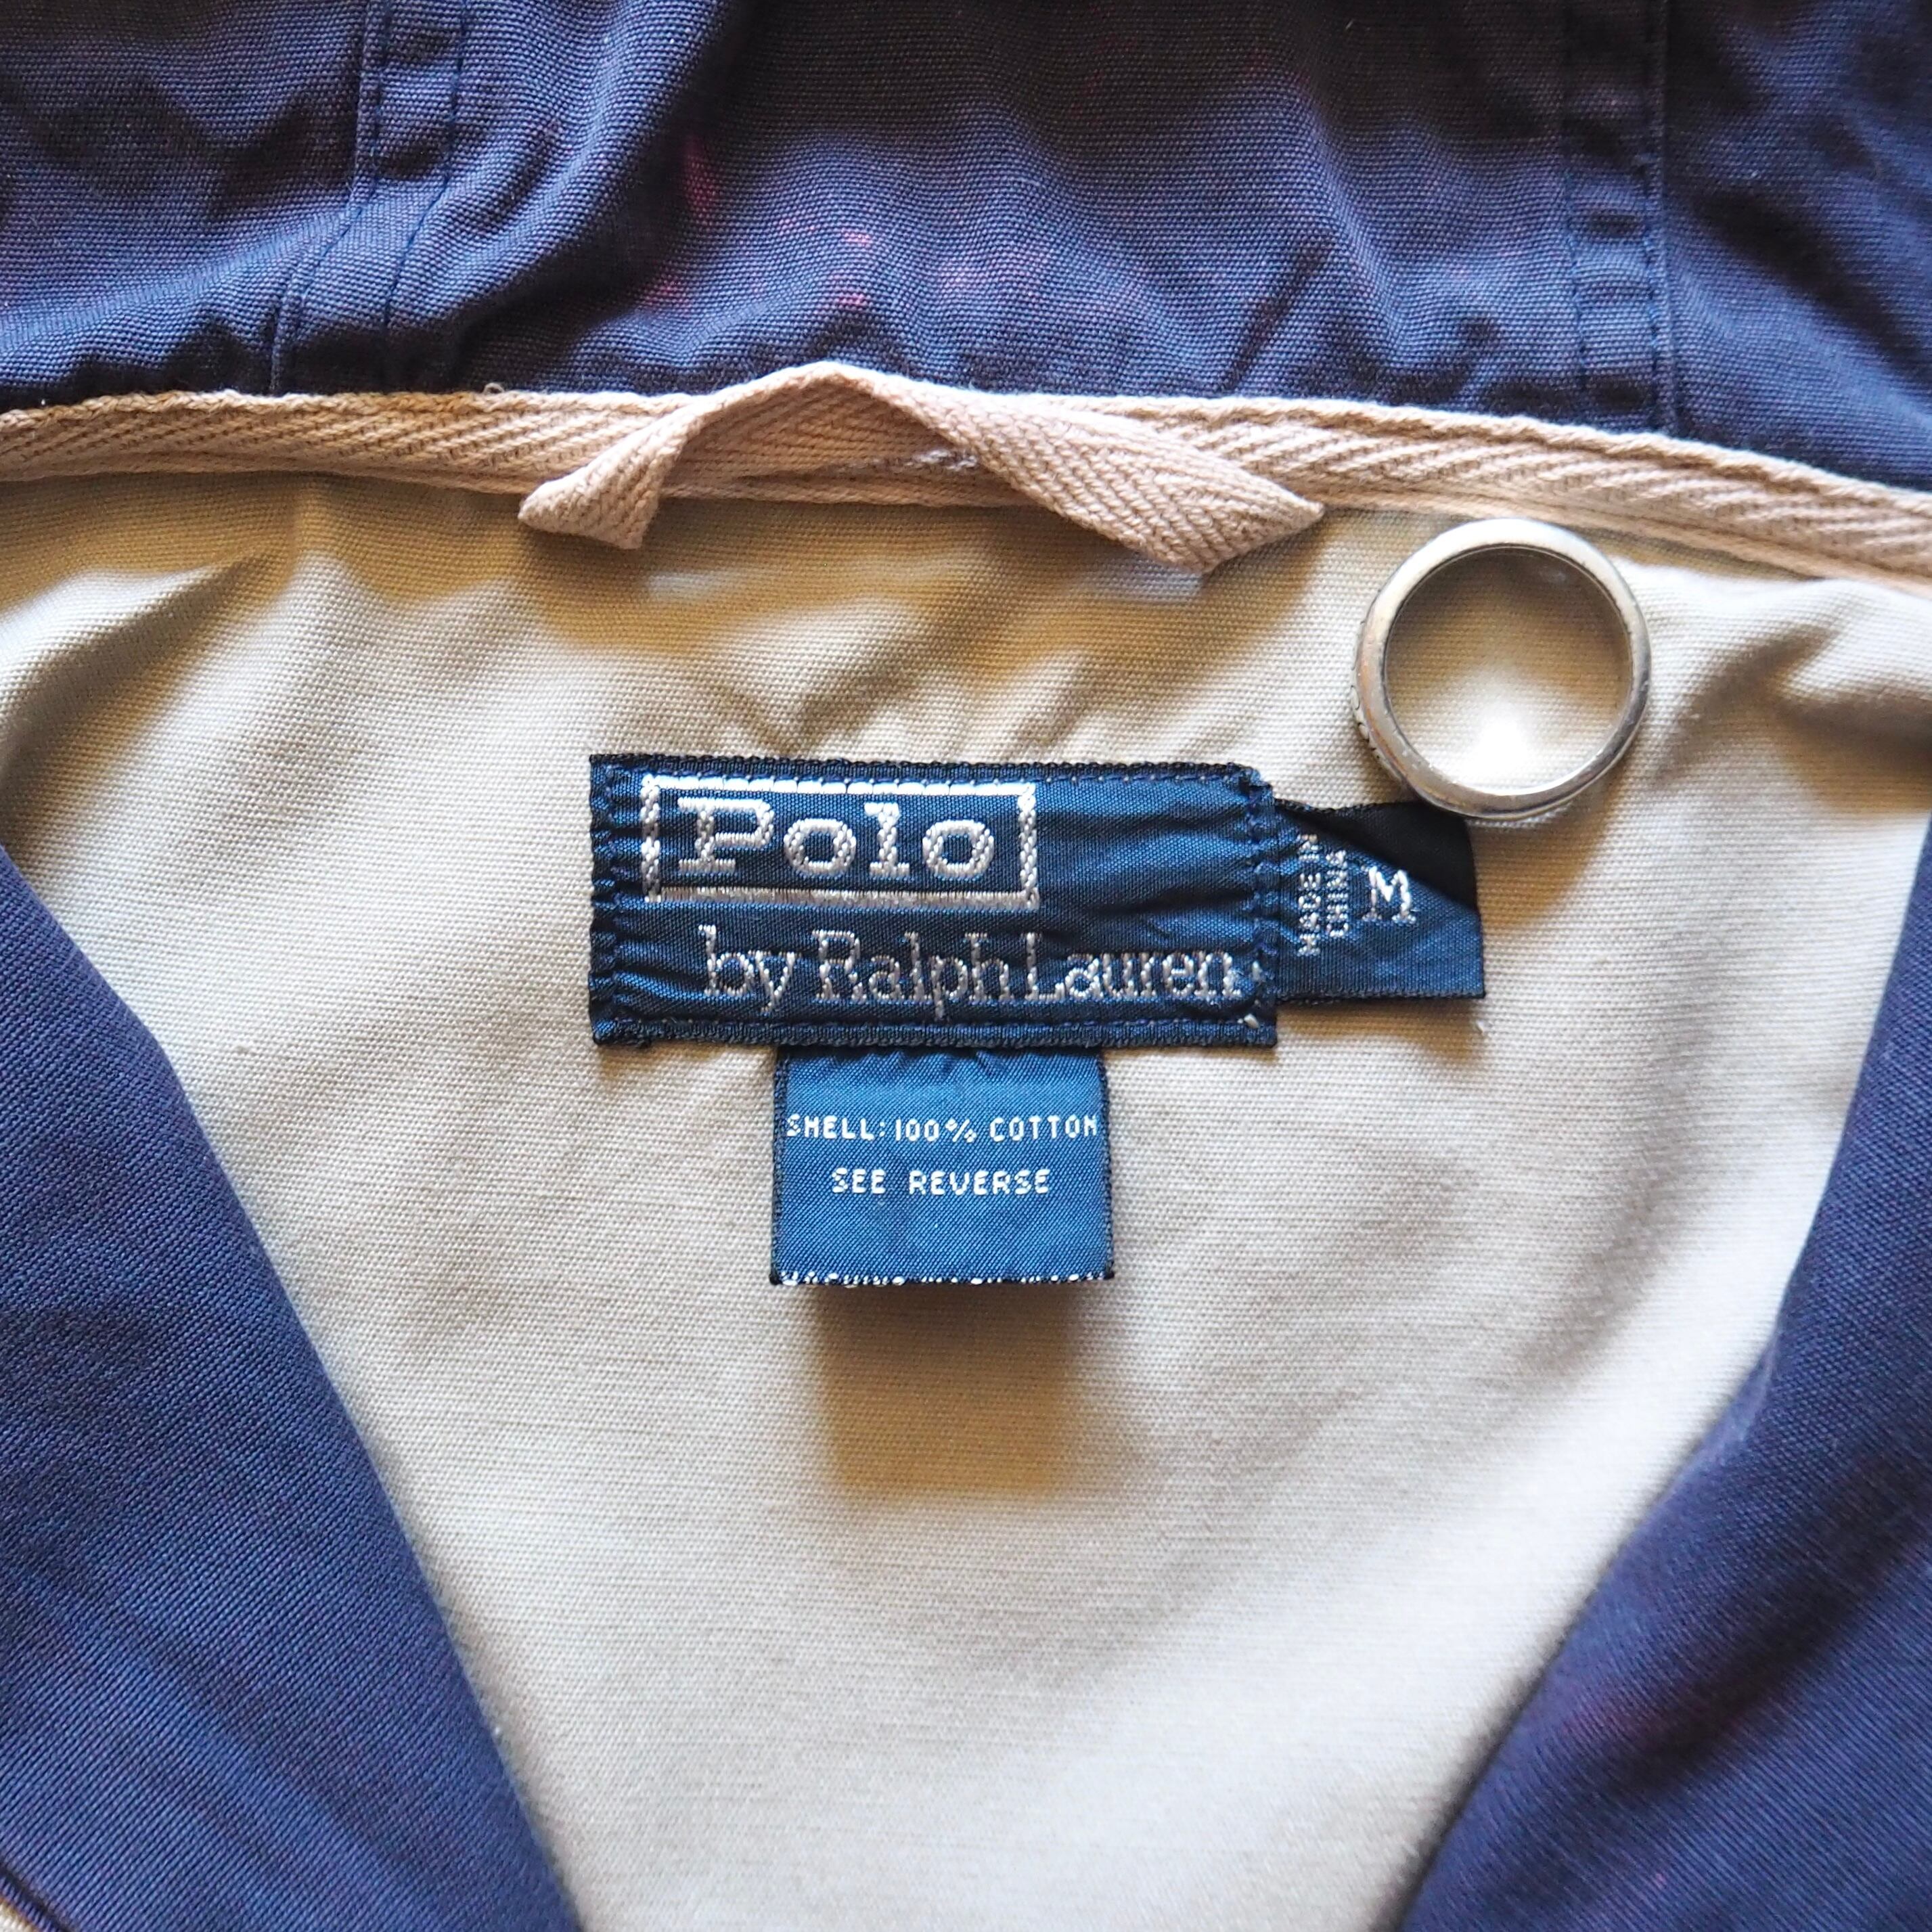 Polo
by Ralph Lauren
MADE IN
CHINA
M
SHELL: 100% COTTON
SEE REVERSE